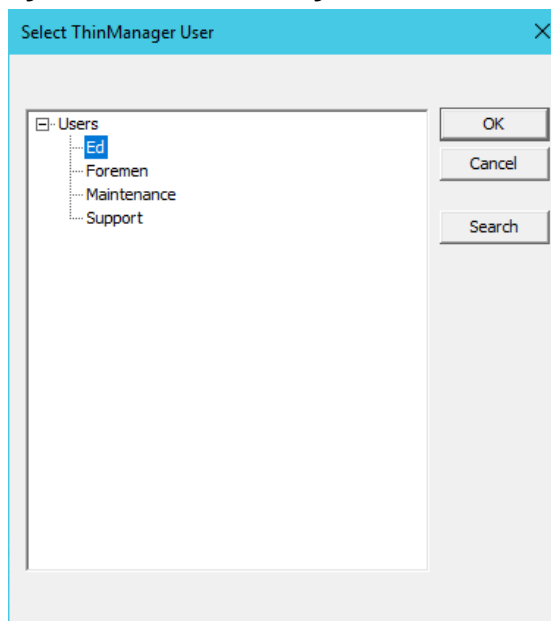 Select ThinManager User
Users
Ed
Foremen
Maintenance
Support
OK
Cancel
Search